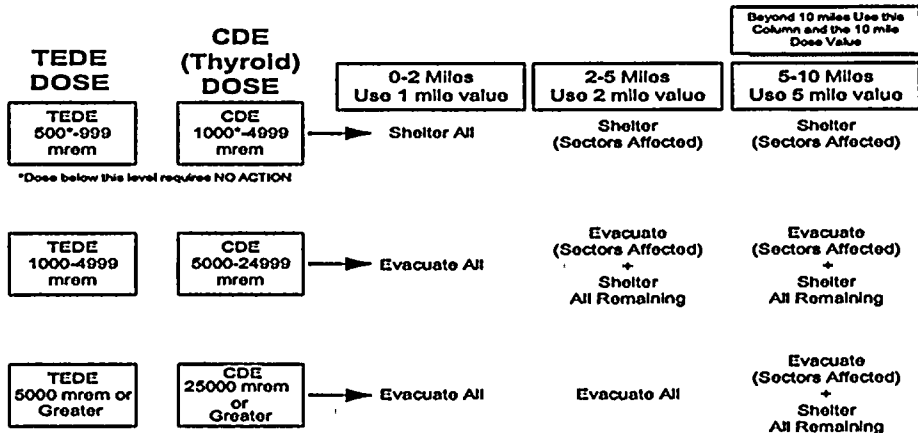 Beyond 10 miles Use this
Column and the 10 mile
Dose Value
TEDE
DOSE
CDE
(Thyroid)
DOSE
0-2 Miles
Use 1 mile value
2-5 Miles
Use 2 mile value
5-10 Miles
Use 5 mile value
TEDE
500*-999
mrem
CDE
1000*-4999
mrem
Shelter All
Shelter
(Sectors Affected)
Shelter
(Sectors Affected)
*Dose below this level requires NO ACTION
TEDE
1000-4999
mrem
CDE
5000-24999
mrem
Evacuate All
Evacuate
(Sectors Affected)
+
Shelter
All Remaining
Evacuate
(Sectors Affected)
+
Shelter
All Remaining
TEDE
5000 mrem or
Greater
CDE
25000 mrem
or
Greater
Evacuate All
Evacuate All
Evacuate
(Sectors Affected)
+
Shelter
All Remaining